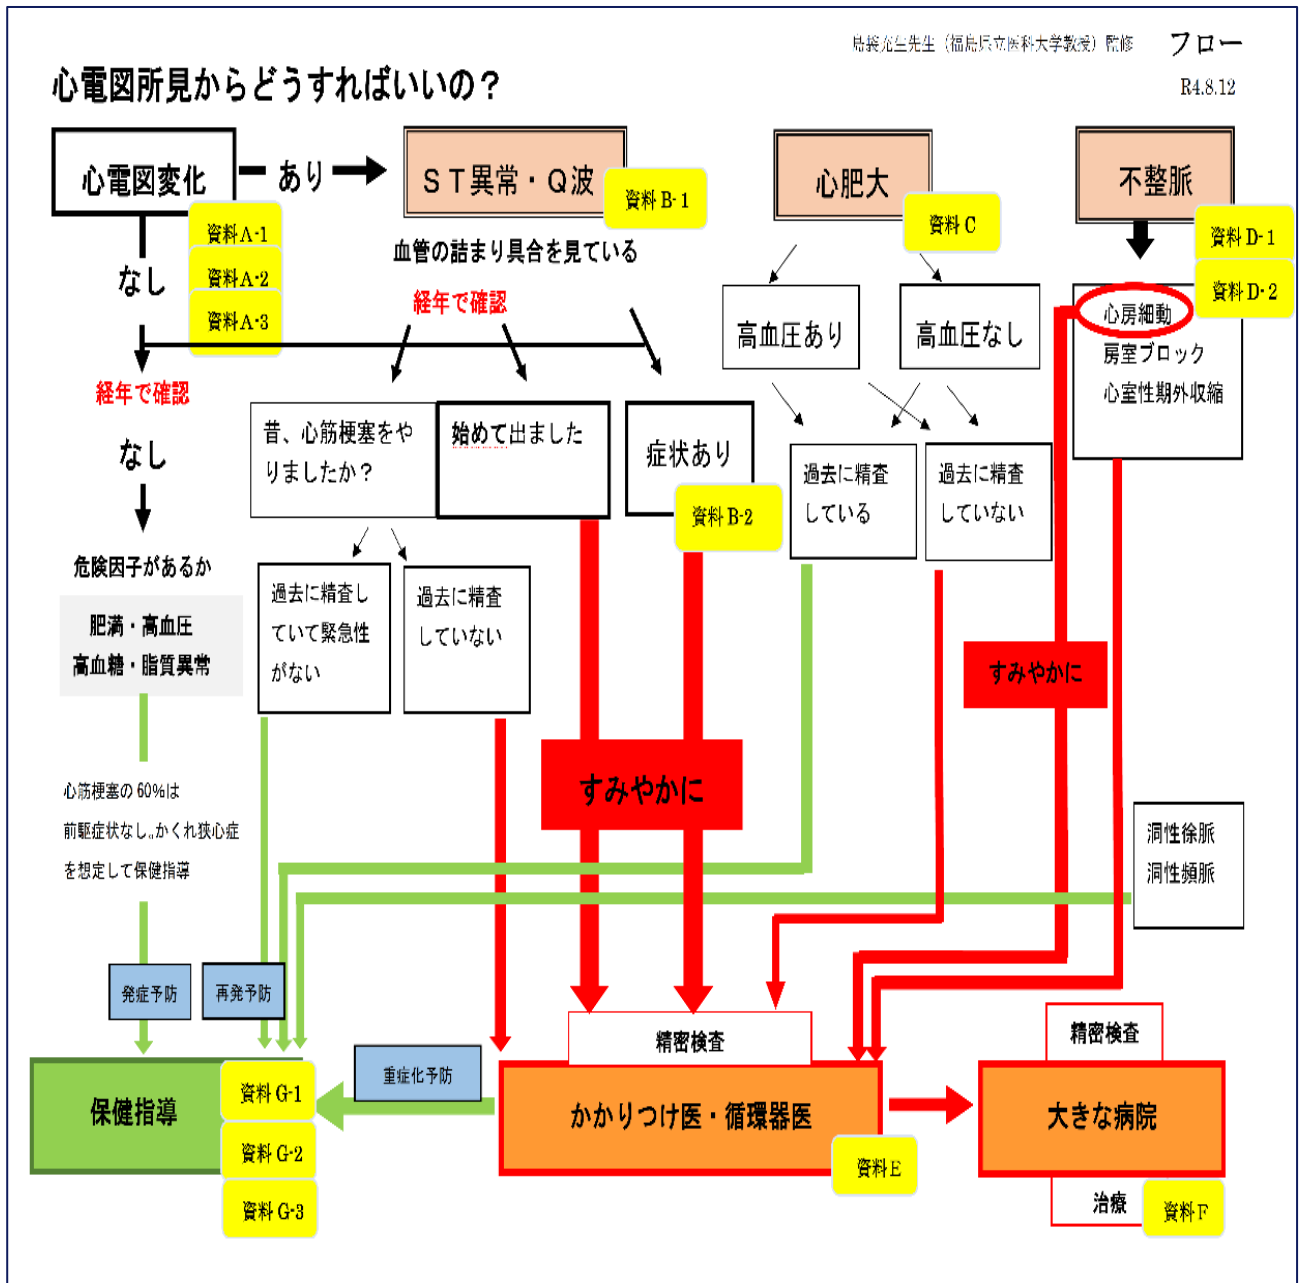 島袋充生先生（福島県立医科大学教授）監修
フロー
R4.8.12
心電図所見からどうすればいいの？
心電図変化
あり
ＳＴ異常・Ｑ波
心肥大
不整脈
資料A-1
資料A-2
資料A-3
資料B-1
資料C
資料D-1
資料D-2
なし
血管の詰まり具合を見ている
経年で確認
高血圧あり
高血圧なし
心房細動
房室ブロック
心室性期外収縮
経年で確認
なし
昔、心筋梗塞をや
りましたか？
始めて出ました
症状あり
資料B-2
過去に精査
している
過去に精査
していない
危険因子があるか
肥満・高血圧
高血糖・脂質異常
過去に精査し
ていて緊急性
がない
過去に精査
していない
すみやかに
すみやかに
心筋梗塞の60%は
前駆症状なし。かくれ狭心症
を想定して保健指導
洞性徐脈
洞性頻脈
発症予防
再発予防
精密検査
精密検査
重症化予防
保健指導
資料G-1
資料G-2
資料G-3
かかりつけ医・循環器医
資料E
大きな病院
治療
資料F